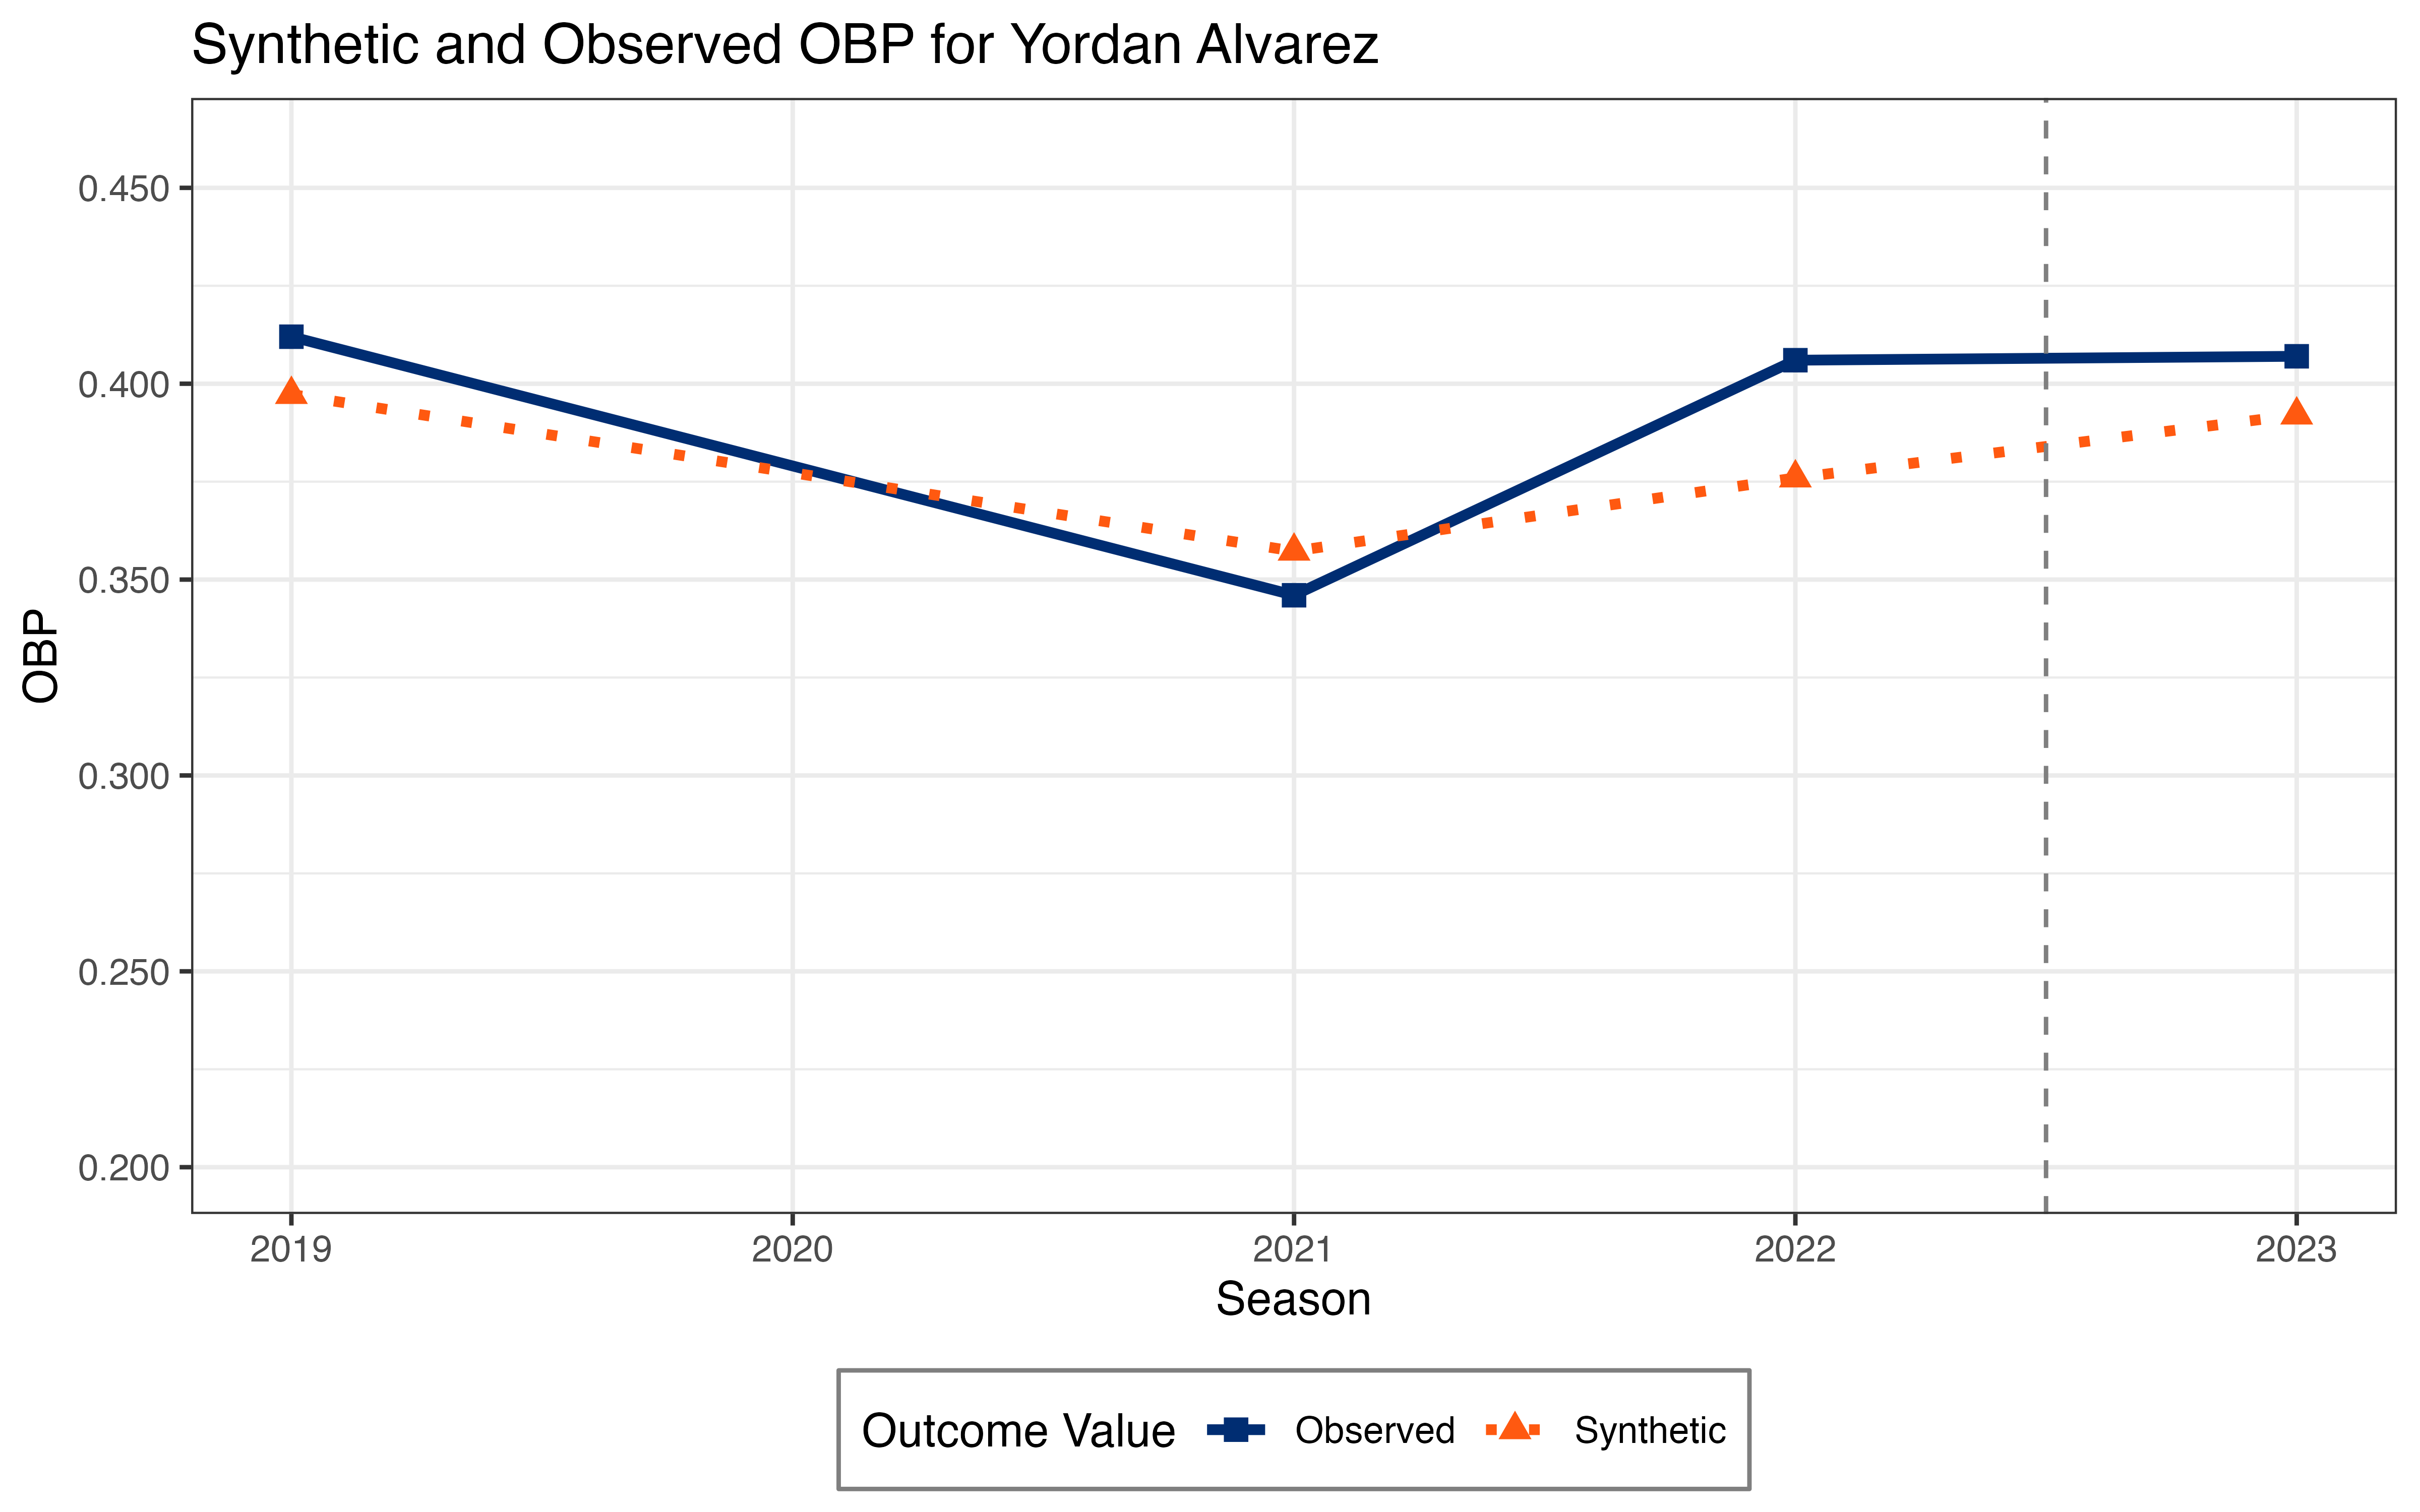 Synthetic and Observed OBP for Yordan Alvarez
0.450
0.400
0.350
0.300
0.250
0.200
OBP
2019 2020 2021 2022 2023
Season
Outcome Value Observed Synthetic